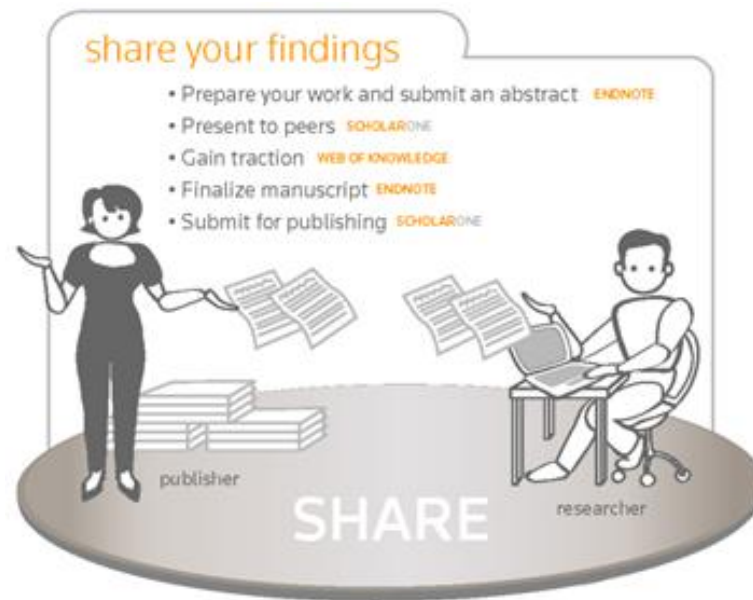 share your findings
• Prepare your work and submit an abstract ENDNOTE
• Present to peers SCHOLARONE
• Gain traction WEB OF KNOWLEDGE
• Finalize manuscript ENDNOTE
• Submit for publishing SCHOLARONE
publisher
SHARE
researcher